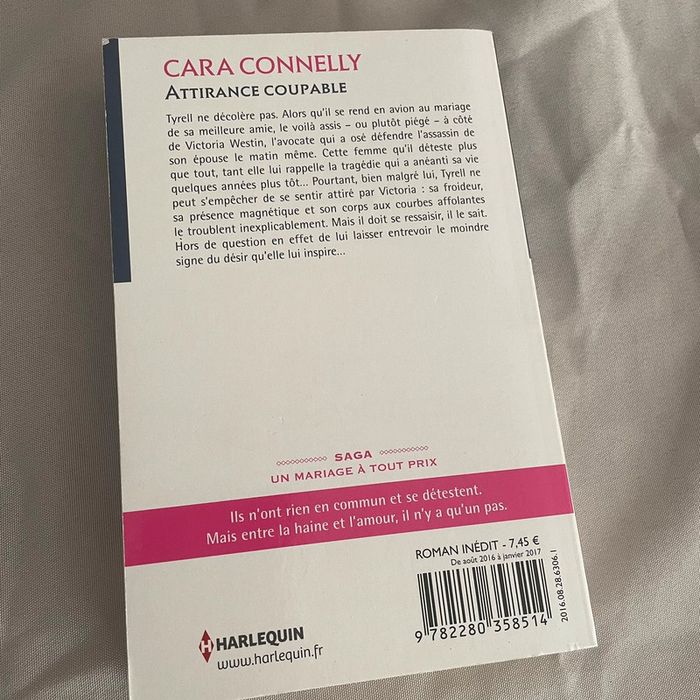 CARA CONNELLY
ATTIRANCE COUPABLE
Tyrell ne décolère pas. Alors qu'il se rend en avion au mariage
de sa meilleure amie, le voilà assis – ou plutôt piégé – à côté
de Victoria Westin, l'avocate qui a osé défendre l'assassin de
son épouse le matin même. Cette femme qu'il déteste plus
que tout, tant elle lui rappelle la tragédie qui a anéanti sa vie
quelques années plus tôt... Pourtant, bien malgré lui, Tyrell ne
peut s'empêcher de se sentir attiré par Victoria : sa froideur,
sa présence magnétique et son corps aux courbes affolantes
le troublent inexplicablement. Mais il doit se ressaisir, il le sait.
Hors de question en effet de lui laisser entrevoir le moindre
signe du désir qu'elle lui inspire...
SAGA
UN MARIAGE À TOUT PRIX
Ils n'ont rien en commun et se détestent.
Mais entre la haine et l'amour, il n'y a qu'un pas.
ROMAN INÉDIT - 7,45 €
De août 2016 à janvier 2017
2016.08.28.6306.1
9 782280 358514
HARLEQUIN
www.harlequin.fr